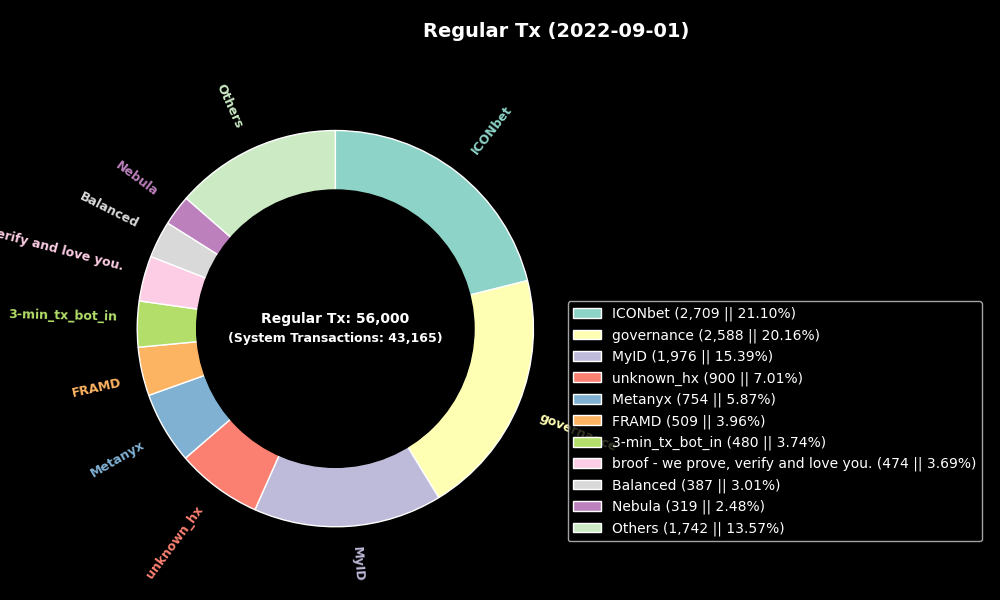 Regular Tx (2022-09-01)
Others
ICONbet
Nebula
Balanced
verify and love you.
3-min_tx_bot_in
FRAMD
Metanyx
unknown_hx
MyID
governance
Regular Tx: 56,000
(System Transactions: 43,165)
ICONbet (2,709 || 21.10%)
governance (2,588 || 20.16%)
MyID (1,976 || 15.39%)
unknown_hx (900 || 7.01%)
Metanyx (754 || 5.87%)
FRAMD (509 || 3.96%)
3-min_tx_bot_in (480 || 3.74%)
broof - we prove, verify and love you. (474 || 3.69%)
Balanced (387 || 3.01%)
Nebula (319 || 2.48%)
Others (1,742 || 13.57%)